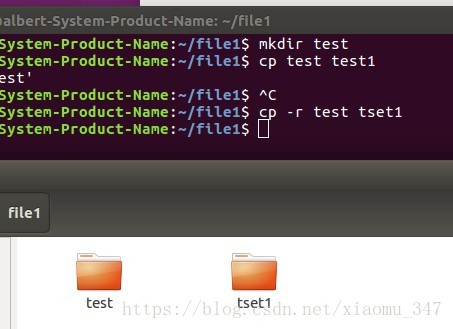 albert-System-Product-Name: ~/file1
System-Product-Name:~/file1$ mkdir test
System-Product-Name:~/file1$ cp test test1
est'
System-Product-Name:~/file1$ ^C
System-Product-Name:~/file1$ cp -r test tset1
System-Product-Name:~/file1$
file1
test
tset1
https://blog.csdn.net/xiaomu_347